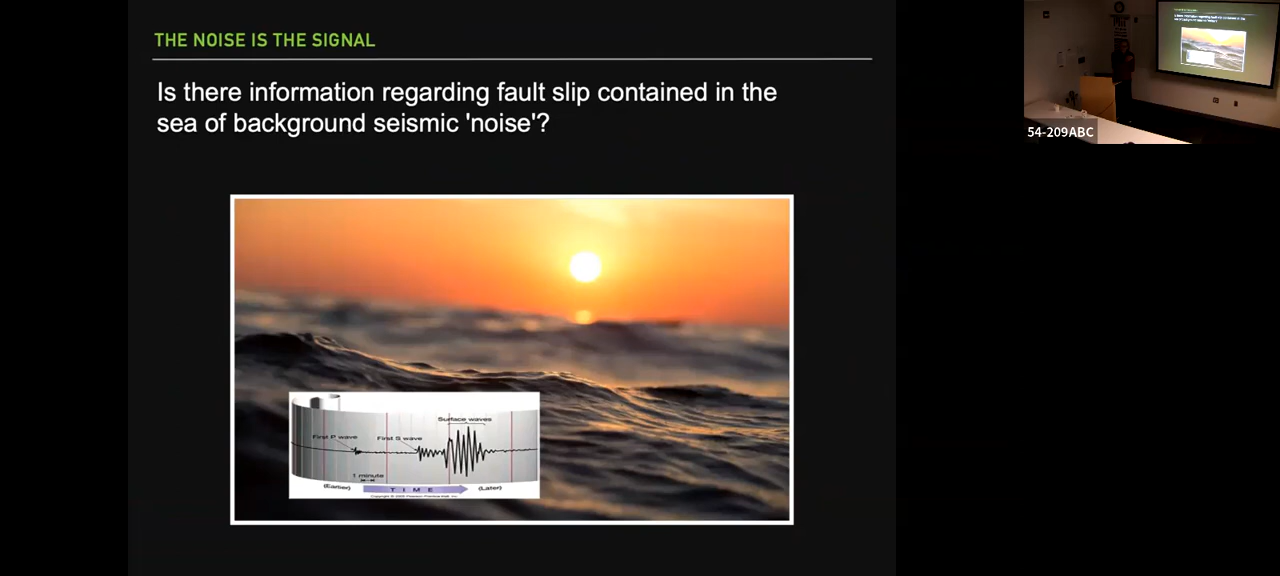 THE NOISE IS THE SIGNAL
Is there information regarding fault slip contained in the
sea of background seismic 'noise'?
54-209ABC
Surface waves
First P wave
First S wave
1 minute
(Earlier)
TIME
(Later)